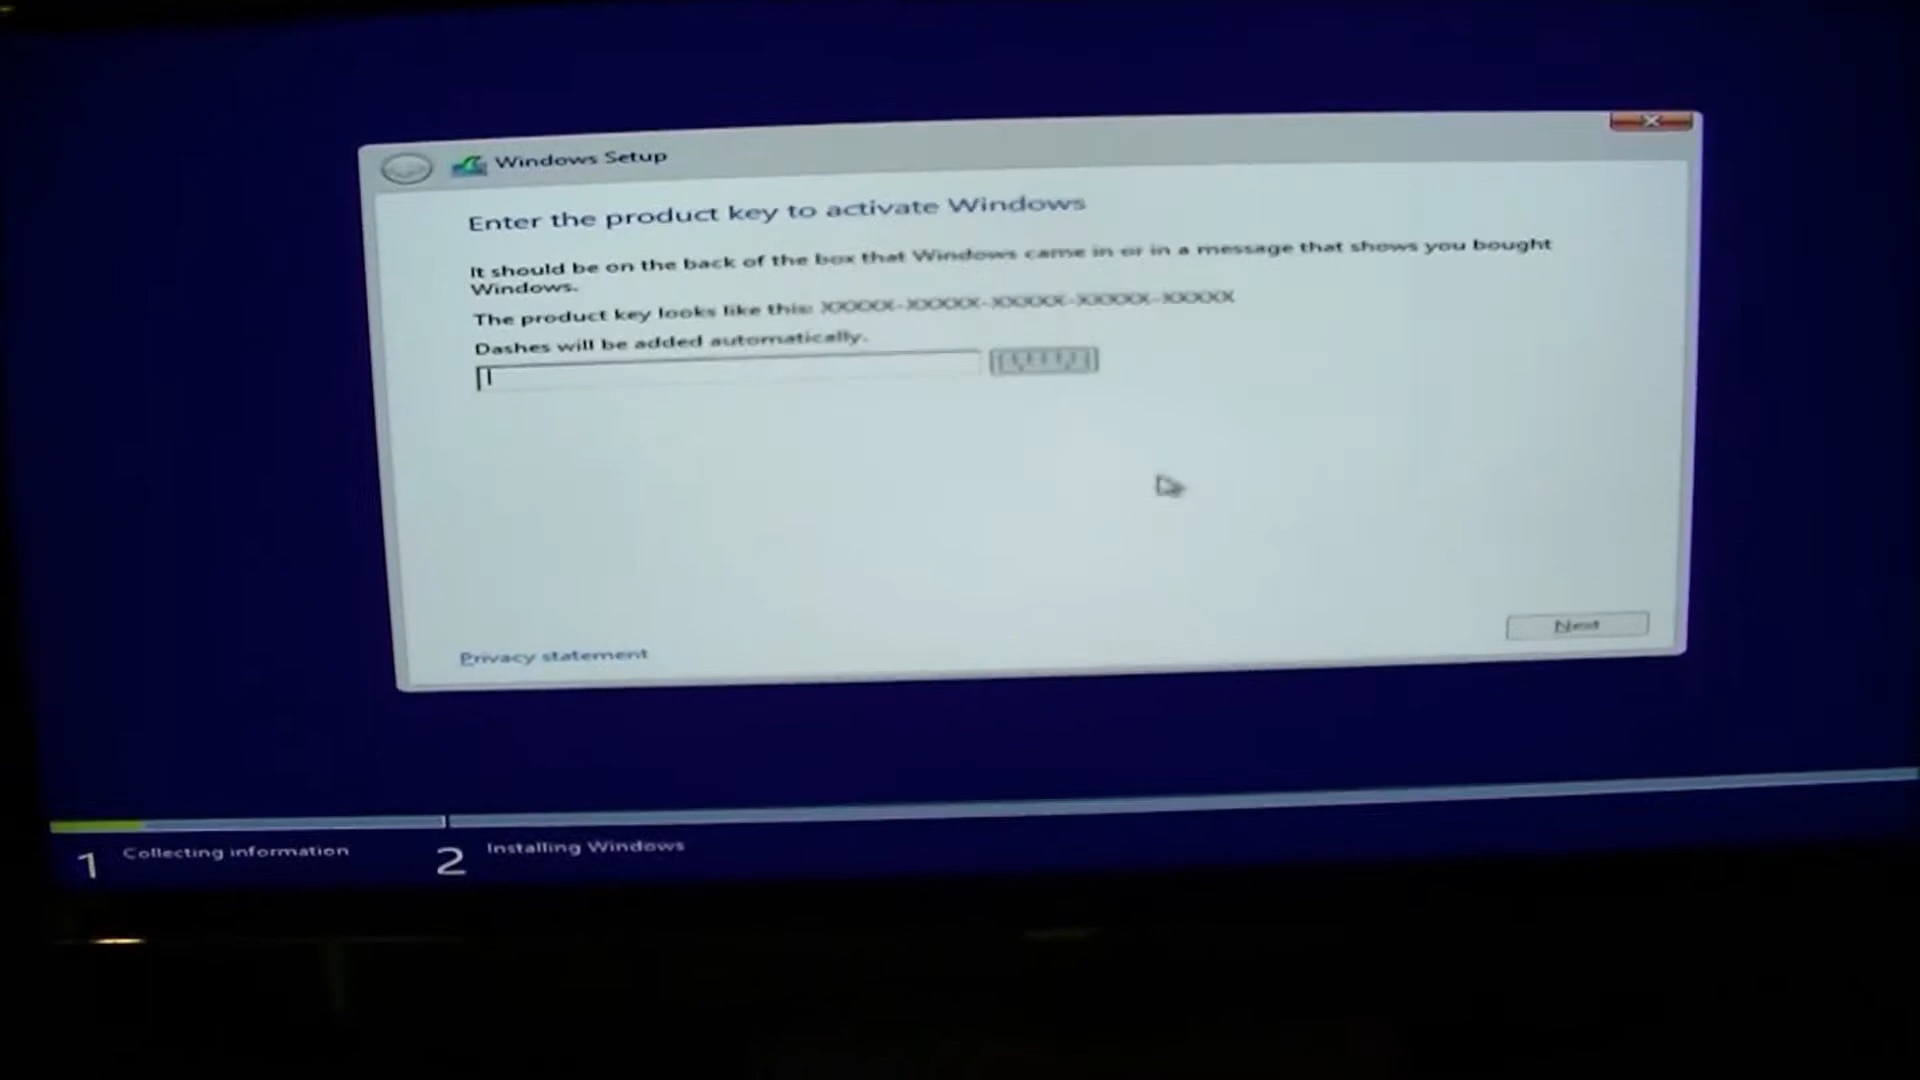 Windows Setup
Enter the product key to activate Windows
It should be on the back of the box that Windows came in or in a message that shows you bought
Windows.
The product key looks like this: XXXXX-XXXXX-XXXXX-XXXXX-XXXXX
Dashes will be added automatically.
Next
Privacy statement
1 Collecting information
2 Installing Windows